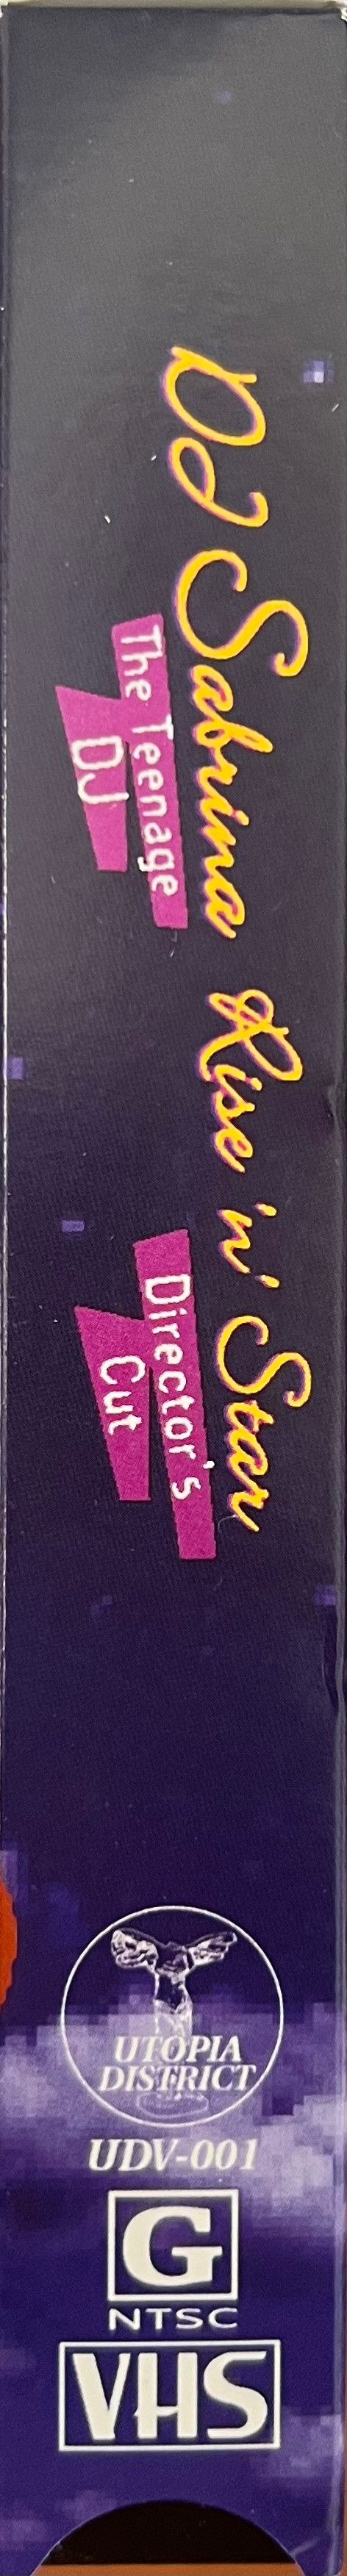 DJ Sabrina
The Teenage
DJ
Rise 'n' Star
Director's
Cut
UTOPIA
DISTRICT
UDV-001
G
NTSC
VHS